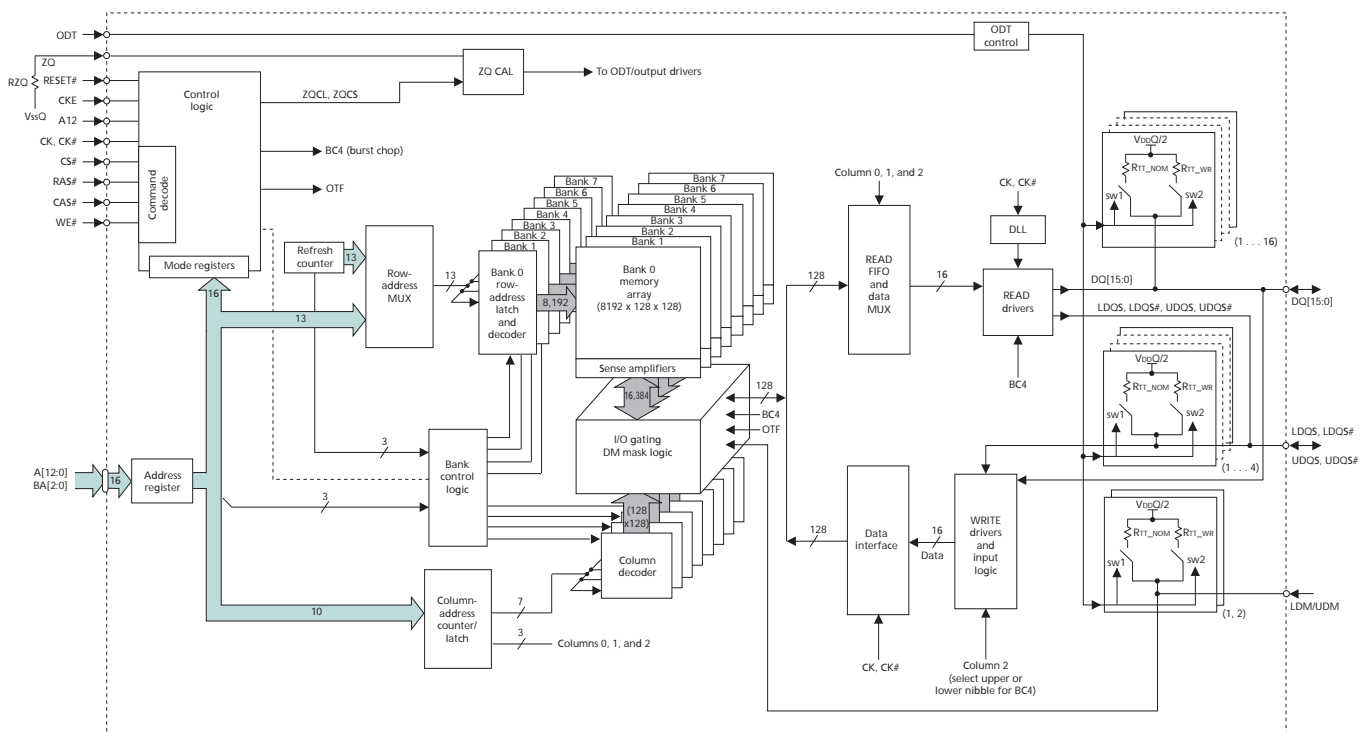 ODT
ODT
control
ZQ
RZQ
VssQ
RESET#
CKE
A12
CK, CK#
CS#
RAS#
CAS#
WE#
Control
logic
Command
decode
Mode registers
ZQCL, ZQCS
ZQ CAL
To ODT/output drivers
BC4 (burst chop)
OTF
16
13
Refresh
counter
13
Row-
address
MUX
13
Bank 7
Bank 6
Bank 5
Bank 4
Bank 3
Bank 2
Bank 1
Bank 0
row-
address
latch
and
decoder
8,192
Bank 7
Bank 6
Bank 5
Bank 4
Bank 3
Bank 2
Bank 1
Bank 0
memory
array
(8192 x 128 x 128)
Sense amplifiers
16,384
I/O gating
DM mask logic
128
BC4
OTF
(128
x128)
Column
decoder
A[12:0]
BA[2:0]
16
Address
register
3
3
Bank
control
logic
10
Column-
address
counter/
latch
7
3
Columns 0, 1, and 2
Column 0, 1, and 2
128
READ
FIFO
and
data
MUX
16
CK, CK#
DLL
READ
drivers
BC4
DQ[15:0]
LDQS, LDQS#, UDQS, UDQS#
128
Data
interface
CK, CK#
16
Data
WRITE
drivers
and
input
logic
Column 2
(select upper or
lower nibble for BC4)
VDDQ/2
RTT_NOM
RTT_WR
sw1
sw2
(1 . . . 16)
DQ[15:0]
VDDQ/2
RTT_NOM
RTT_WR
sw1
sw2
(1 . . . 4)
LDQS, LDQS#
UDQS, UDQS#
VDDQ/2
RTT_NOM
RTT_WR
sw1
sw2
(1, 2)
LDM/UDM